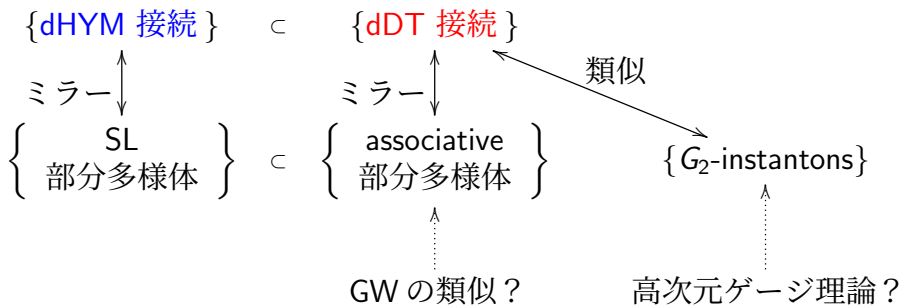 {dHYM 接続 } ⊂ {dDT 接続 }
類似
ミラー ミラー
{ SL 部分多様体 } ⊂ { associative 部分多様体 } {G₂-instantons}
GW の類似? 高次元ゲージ理論?